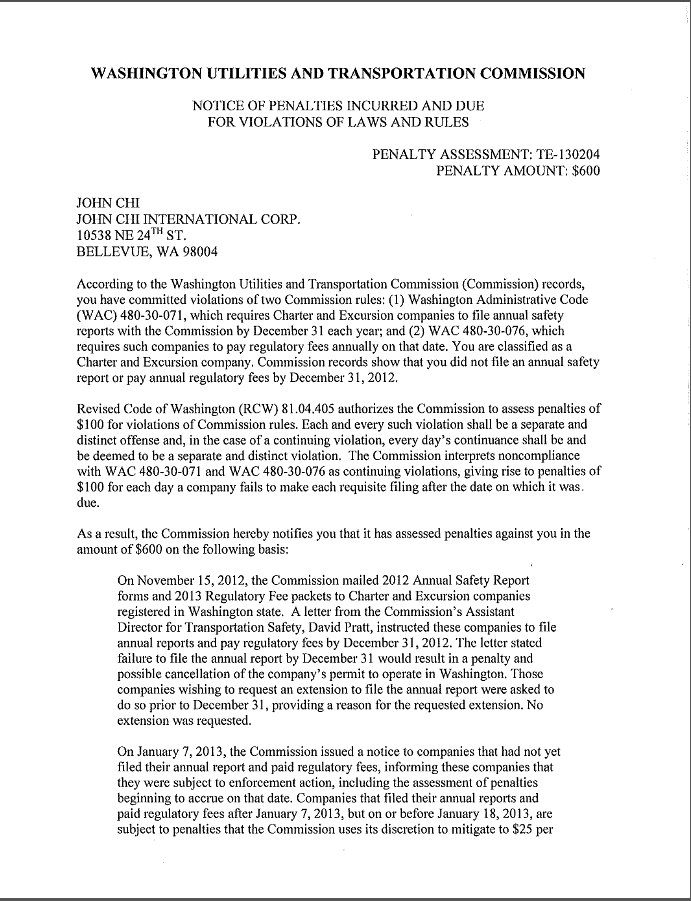 WASHINGTON UTILITIES AND TRANSPORTATION COMMISSION
NOTICE OF PENALTIES INCURRED AND DUE
FOR VIOLATIONS OF LAWS AND RULES
PENALTY ASSESSMENT: TE-130204
PENALTY AMOUNT: $600
JOHN CHI
JOHN CHI INTERNATIONAL CORP.
10538 NE 24TH ST.
BELLEVUE, WA 98004
According to the Washington Utilities and Transportation Commission (Commission) records,
you have committed violations of two Commission rules: (1) Washington Administrative Code
(WAC) 480-30-071, which requires Charter and Excursion companies to file annual safety
reports with the Commission by December 31 each year; and (2) WAC 480-30-076, which
requires such companies to pay regulatory fees annually on that date. You are classified as a
Charter and Excursion company. Commission records show that you did not file an annual safety
report or pay annual regulatory fees by December 31, 2012.
Revised Code of Washington (RCW) 81.04.405 authorizes the Commission to assess penalties of
$100 for violations of Commission rules. Each and every such violation shall be a separate and
distinct offense and, in the case of a continuing violation, every day's continuance shall be and
be deemed to be a separate and distinct violation. The Commission interprets noncompliance
with WAC 480-30-071 and WAC 480-30-076 as continuing violations, giving rise to penalties of
$100 for each day a company fails to make each requisite filing after the date on which it was
due.
As a result, the Commission hereby notifies you that it has assessed penalties against you in the
amount of $600 on the following basis:
On November 15, 2012, the Commission mailed 2012 Annual Safety Report
forms and 2013 Regulatory Fee packets to Charter and Excursion companies
registered in Washington state. A letter from the Commission's Assistant
Director for Transportation Safety, David Pratt, instructed these companies to file
annual reports and pay regulatory fees by December 31, 2012. The letter stated
failure to file the annual report by December 31 would result in a penalty and
possible cancellation of the company's permit to operate in Washington. Those
companies wishing to request an extension to file the annual report were asked to
do so prior to December 31, providing a reason for the requested extension. No
extension was requested.
On January 7, 2013, the Commission issued a notice to companies that had not yet
filed their annual report and paid regulatory fees, informing these companies that
they were subject to enforcement action, including the assessment of penalties
beginning to accrue on that date. Companies that filed their annual reports and
paid regulatory fees after January 7, 2013, but on or before January 18, 2013, are
subject to penalties that the Commission uses its discretion to mitigate to $25 per